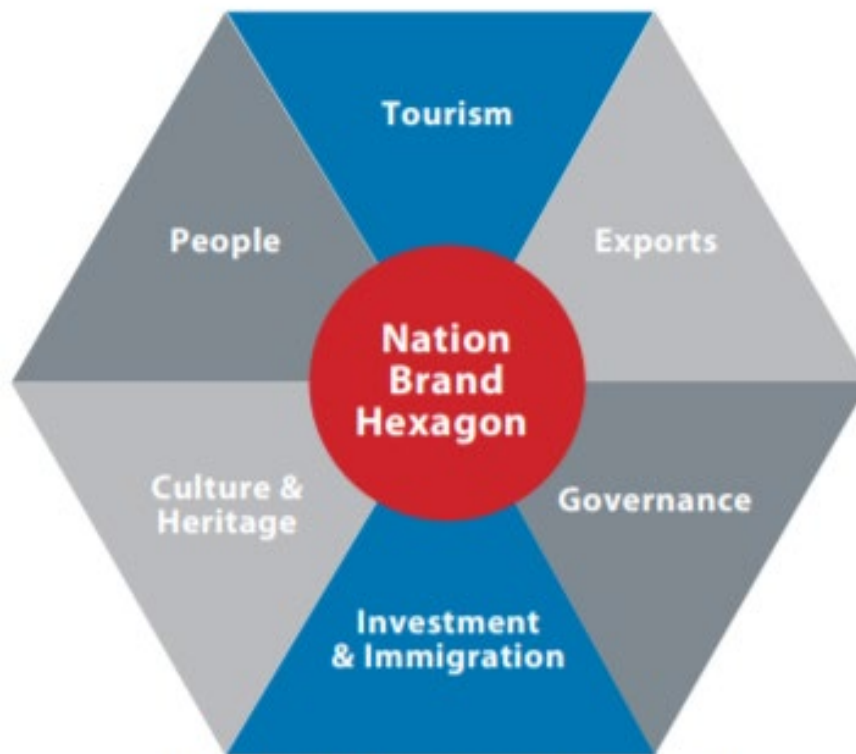 Tourism
People
Exports
Nation
Brand
Hexagon
Culture &
Heritage
Governance
Investment
& Immigration